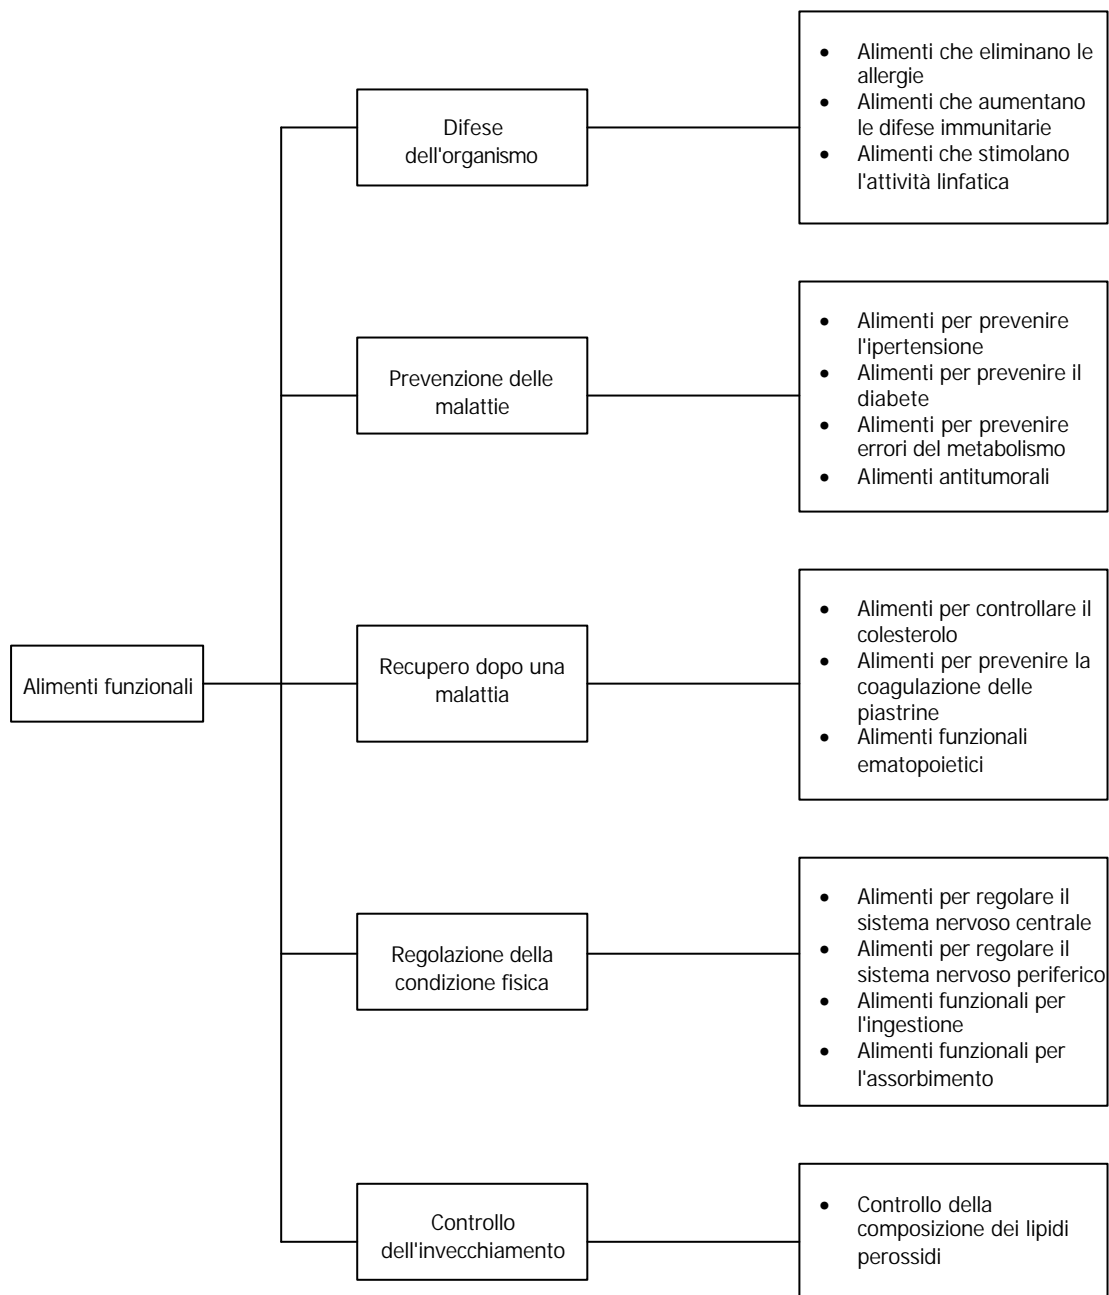 Alimenti funzionali
Difese
dell'organismo
• Alimenti che eliminano le
allergie
• Alimenti che aumentano
le difese immunitarie
• Alimenti che stimolano
l'attività linfatica
Prevenzione delle
malattie
• Alimenti per prevenire
l'ipertensione
• Alimenti per prevenire il
diabete
• Alimenti per prevenire
errori del metabolismo
• Alimenti antitumorali
Recupero dopo una
malattia
• Alimenti per controllare il
colesterolo
• Alimenti per prevenire la
coagulazione delle
piastrine
• Alimenti funzionali
ematopoietici
Regolazione della
condizione fisica
• Alimenti per regolare il
sistema nervoso centrale
• Alimenti per regolare il
sistema nervoso periferico
• Alimenti funzionali per
l'ingestione
• Alimenti funzionali per
l'assorbimento
Controllo
dell'invecchiamento
• Controllo della
composizione dei lipidi
perossidi